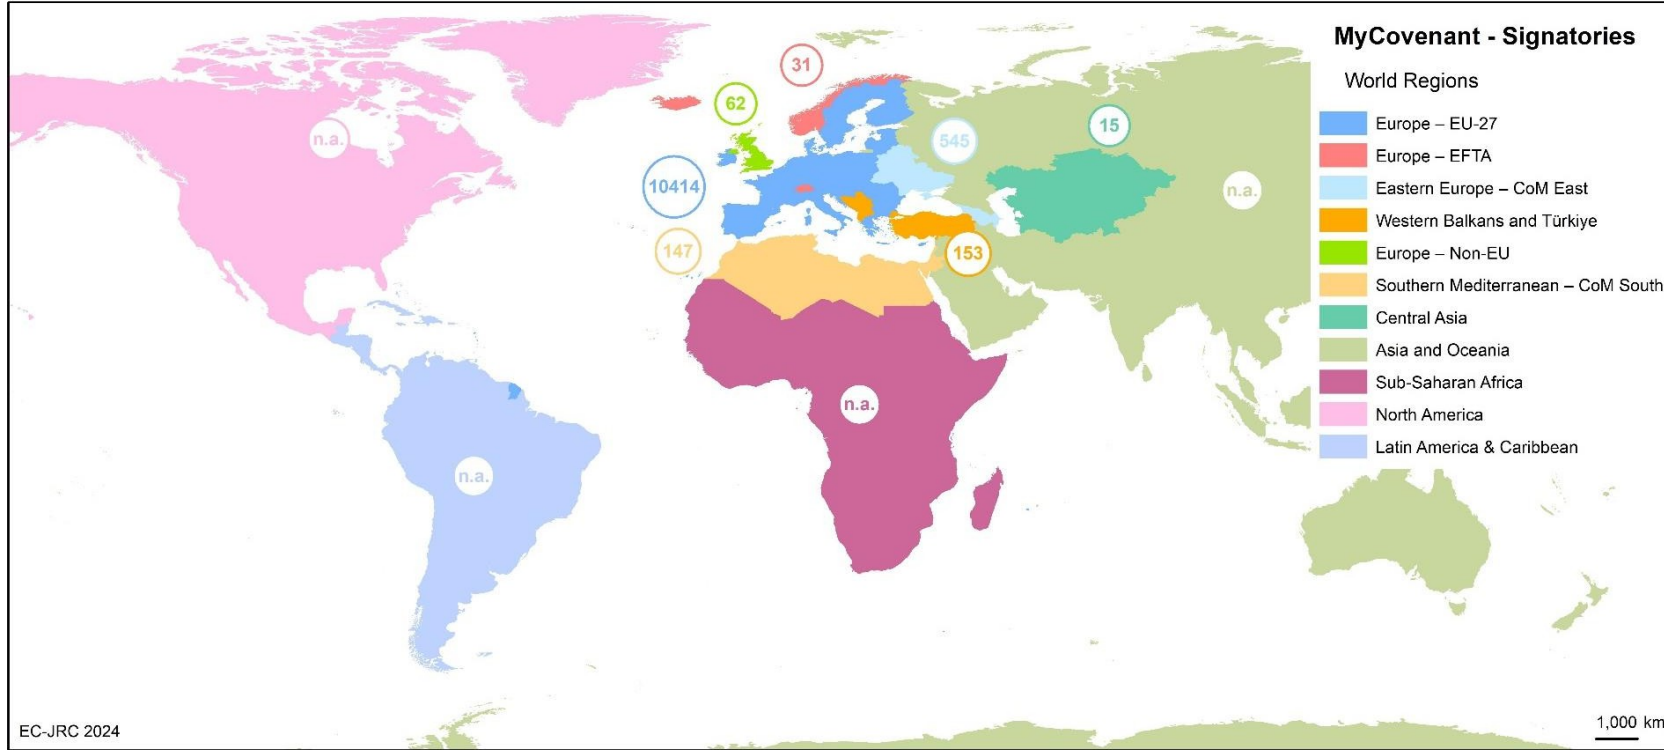 MyCovenant - Signatories
World Regions
Europe – EU-27
Europe – EFTA
Eastern Europe – CoM East
Western Balkans and Türkiye
Europe – Non-EU
Southern Mediterranean – CoM South
Central Asia
Asia and Oceania
Sub-Saharan Africa
North America
Latin America & Caribbean
31
62
15
n.a.
545
10414
n.a.
147
153
n.a.
n.a.
EC-JRC 2024
1,000 km